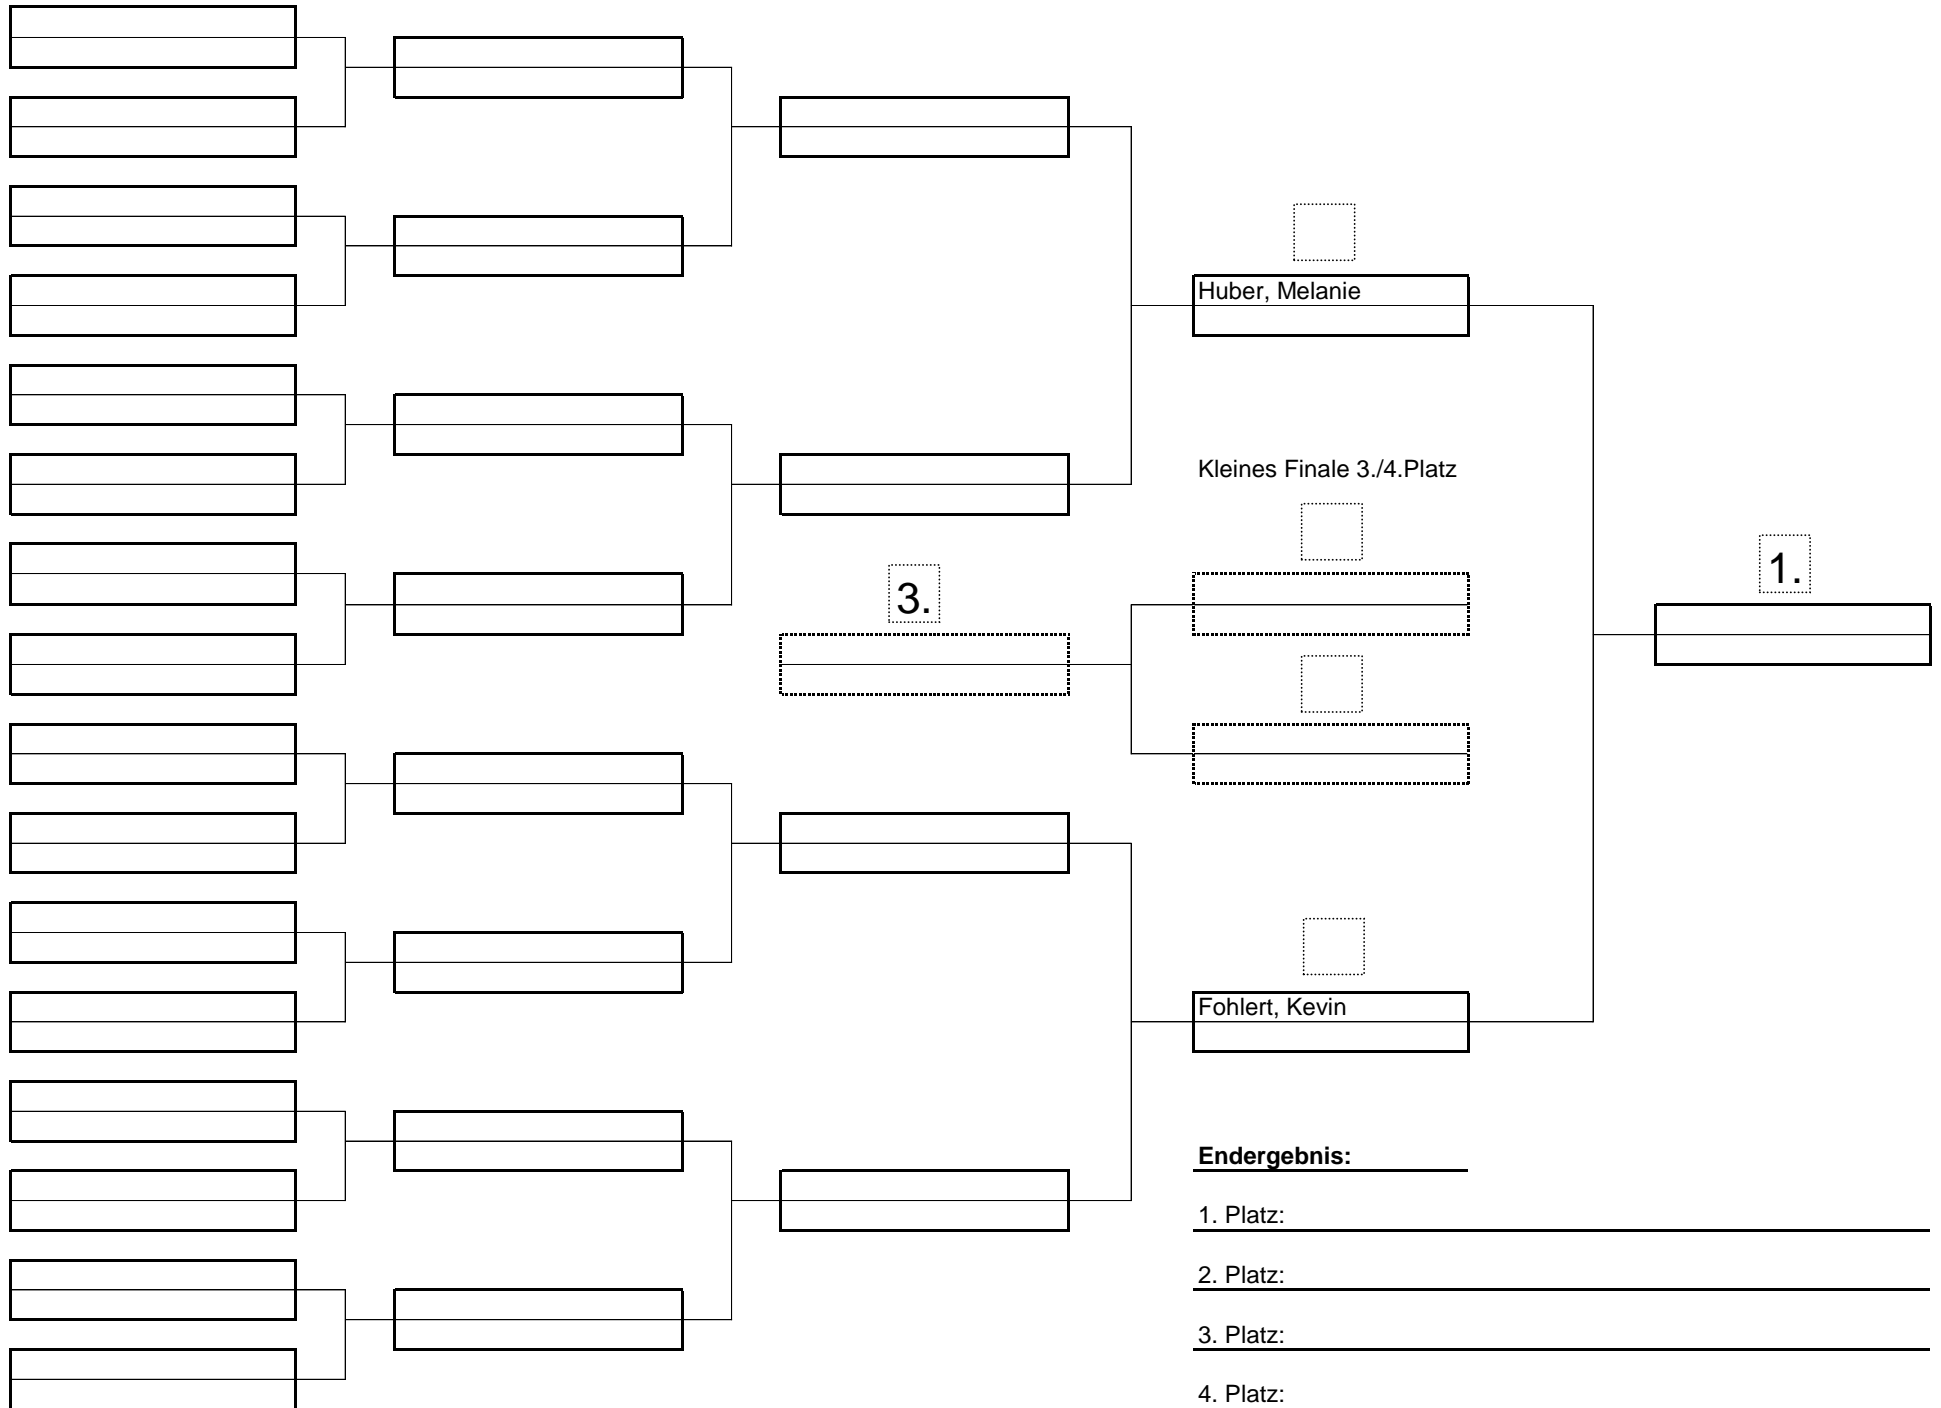 Huber, Melanie
Kleines Finale 3./4.Platz
1.
3.
Fohlert, Kevin
Endergebnis:
1. Platz:
2. Platz:
3. Platz:
4. Platz: